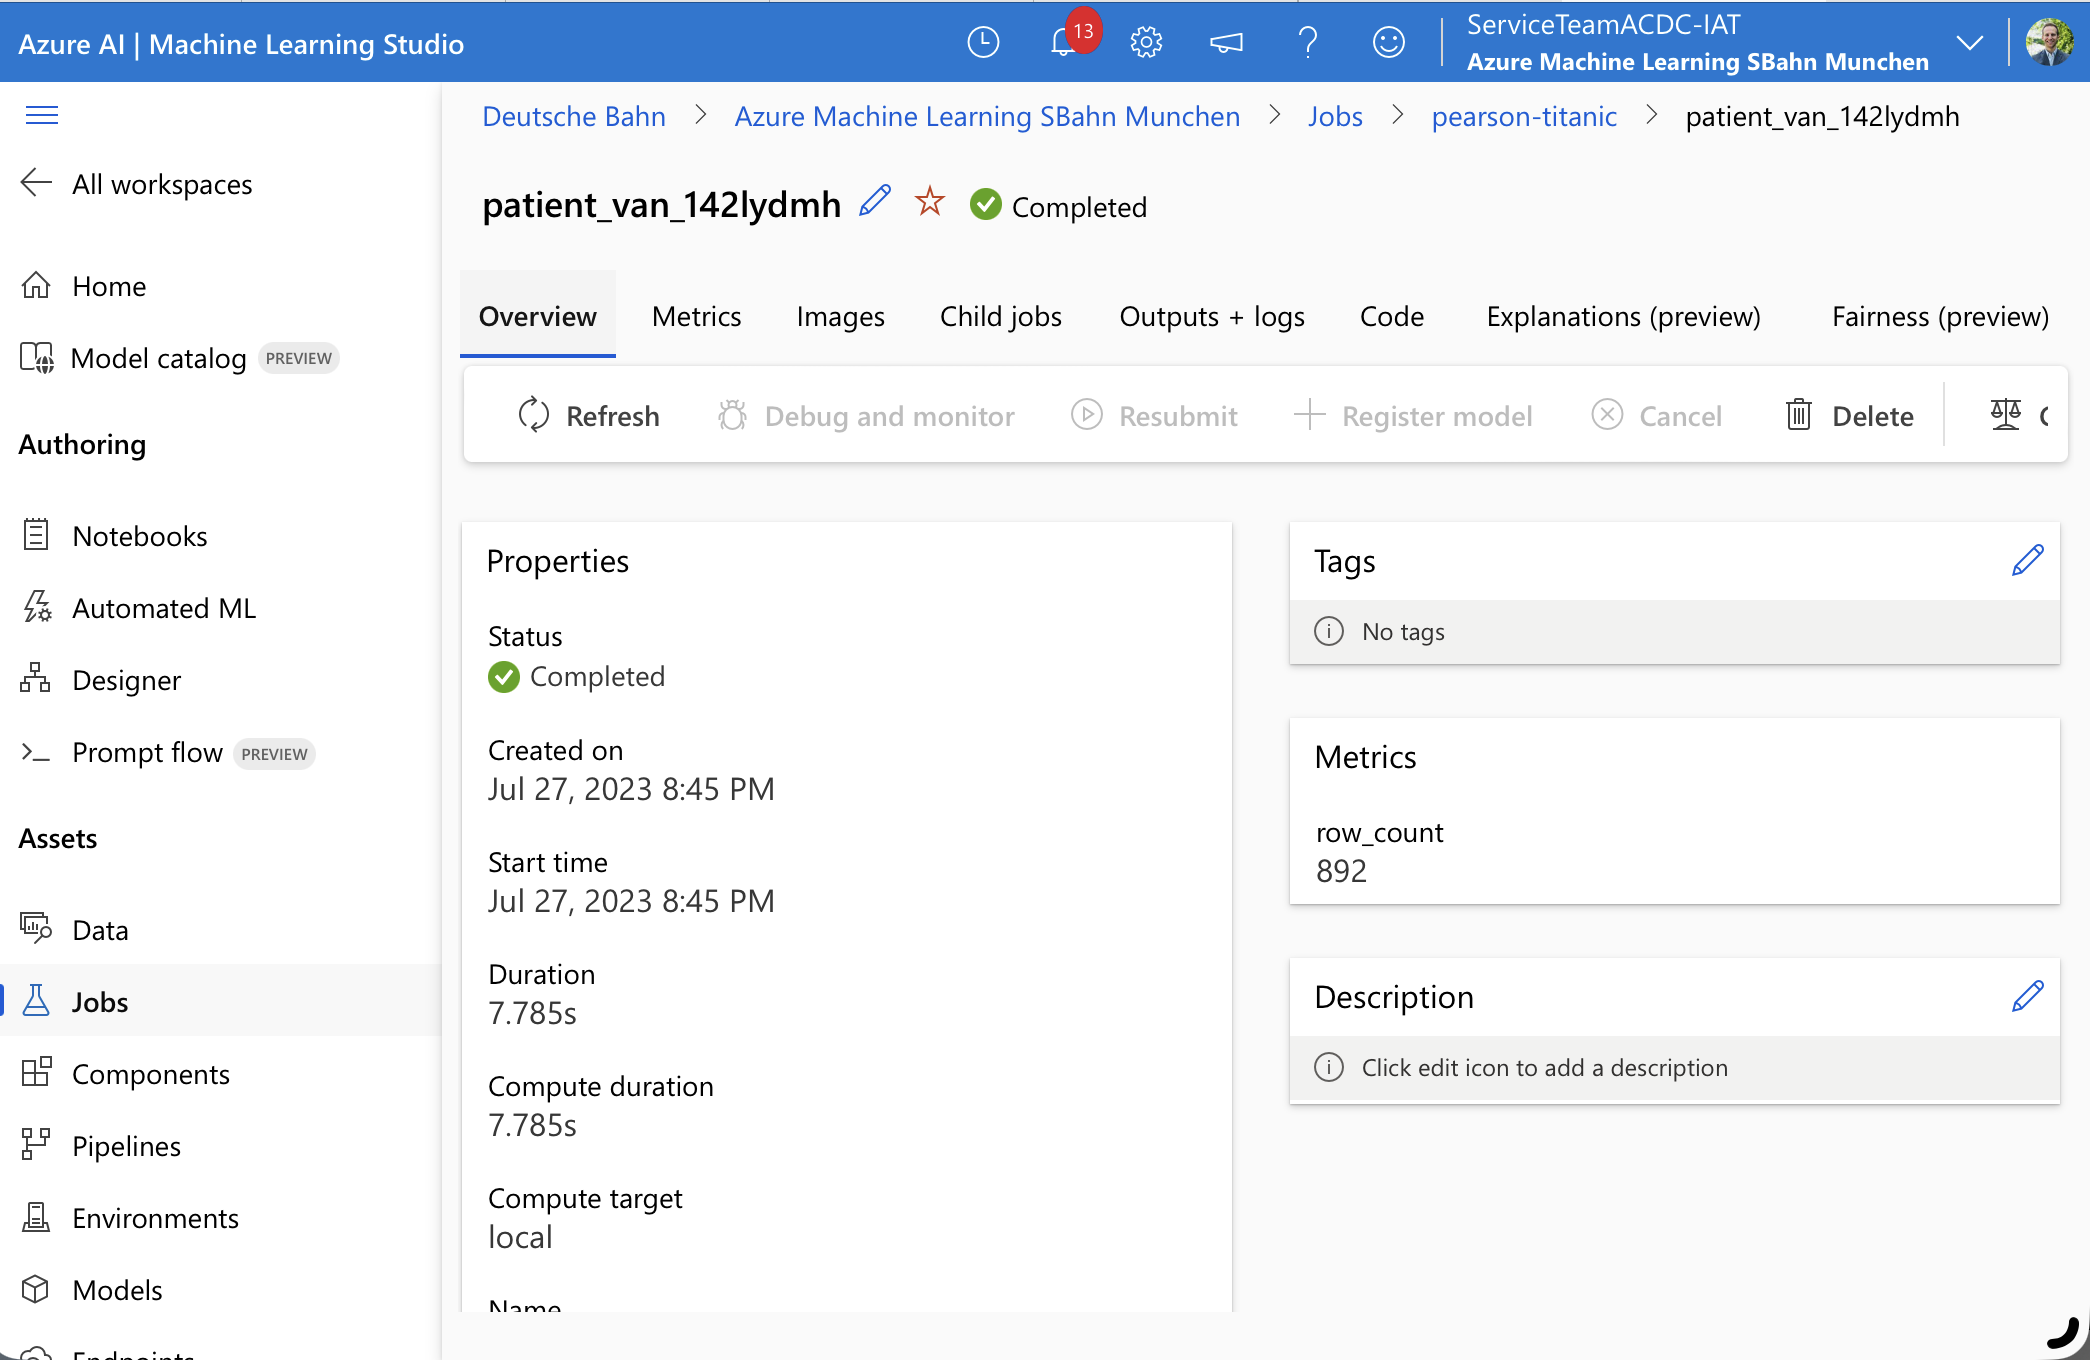 Azure AI | Machine Learning Studio
13
ServiceTeamACDC-IAT
Azure Machine Learning SBahn Munchen
All workspaces
Home
Model catalog PREVIEW
Authoring
Notebooks
Automated ML
Designer
Prompt flow PREVIEW
Assets
Data
Jobs
Components
Pipelines
Environments
Models
Endpoints
Deutsche Bahn > Azure Machine Learning SBahn Munchen > Jobs > pearson-titanic > patient_van_142lydmh
patient_van_142lydmh Completed
Overview Metrics Images Child jobs Outputs + logs Code Explanations (preview) Fairness (preview)
Refresh Debug and monitor Resubmit Register model Cancel Delete
Properties
Status
Completed
Created on
Jul 27, 2023 8:45 PM
Start time
Jul 27, 2023 8:45 PM
Duration
7.785s
Compute duration
7.785s
Compute target
local
Name
Tags
No tags
Metrics
row_count
892
Description
Click edit icon to add a description